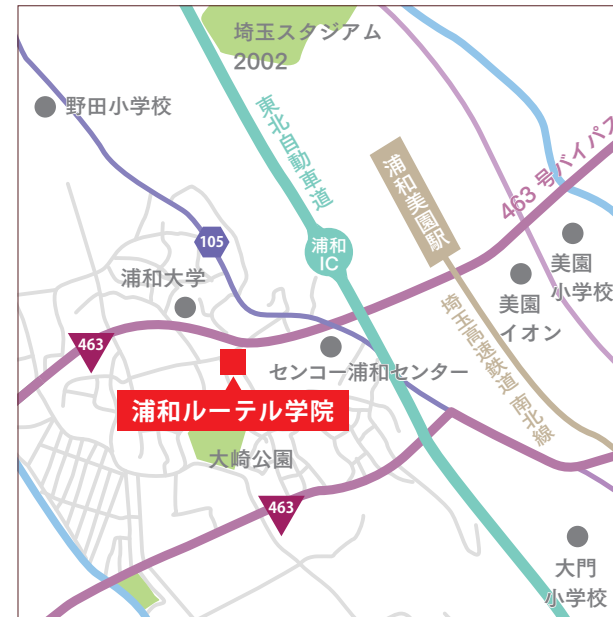 埼玉スタジアム
2002
野田小学校
東北自動車道
浦和美園駅
463 号バイパス
105
浦和
IC
美園
小学校
浦和大学
美園
イオン
463
センコー浦和センター
埼玉高速鉄道 南北線
浦和ルーテル学院
大崎公園
463
大門
小学校